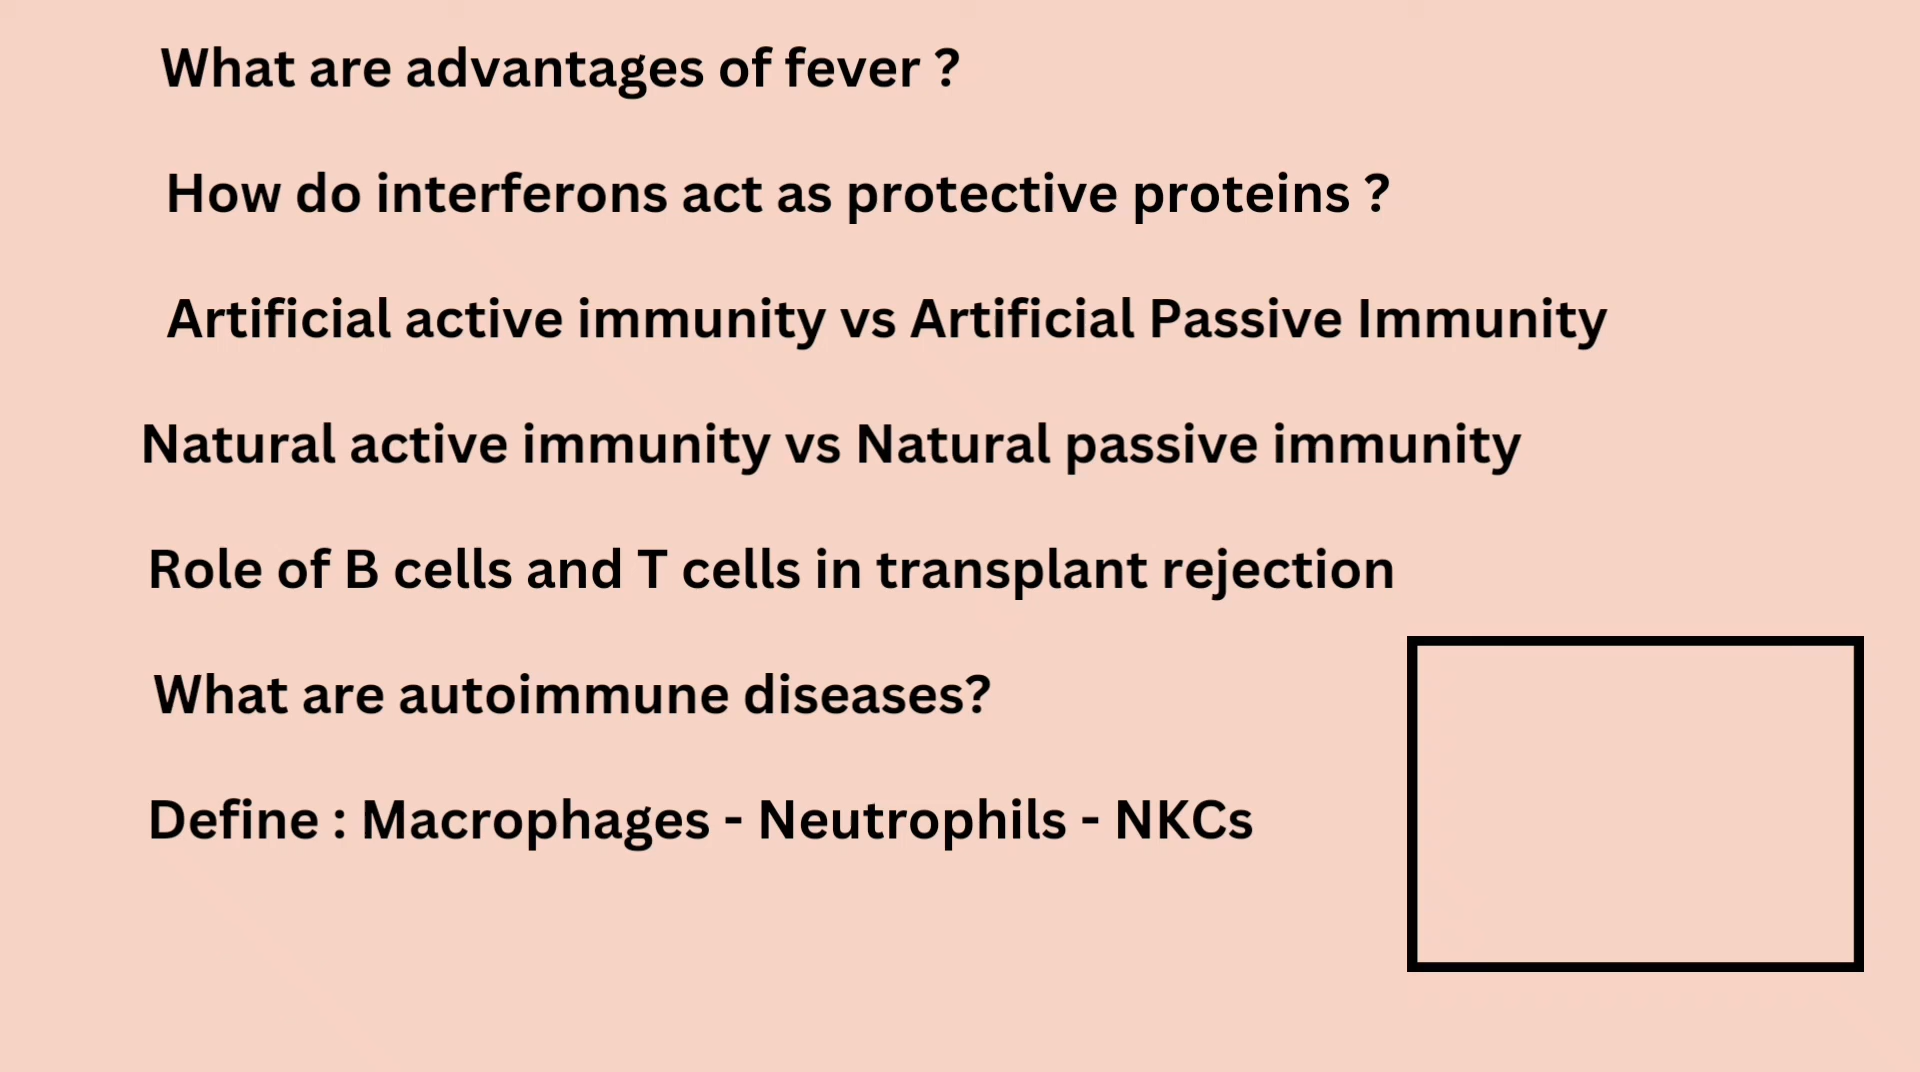 What are advantages of fever ?
How do interferons act as protective proteins ?
Artificial active immunity vs Artificial Passive Immunity
Natural active immunity vs Natural passive immunity
Role of B cells and T cells in transplant rejection
What are autoimmune diseases?
Define : Macrophages - Neutrophils - NKCs